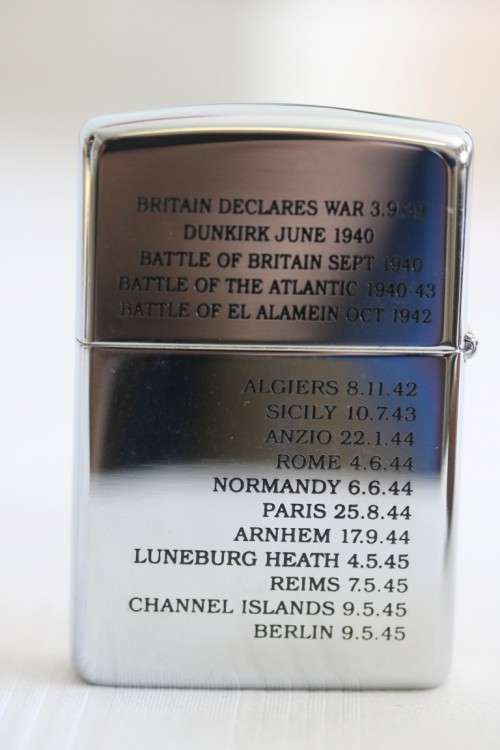 BRITAIN DECLARES WAR 3.9.39
DUNKIRK JUNE 1940
BATTLE OF BRITAIN SEPT 1940
BATTLE OF THE ATLANTIC 1940-43
BATTLE OF EL ALAMEIN OCT 1942
ALGIERS 8.11.42
SICILY 10.7.43
ANZIO 22.1.44
ROME 4.6.44
NORMANDY 6.6.44
PARIS 25.8.44
ARNHEM 17.9.44
LUNEBURG HEATH 4.5.45
REIMS 7.5.45
CHANNEL ISLANDS 9.5.45
BERLIN 9.5.45